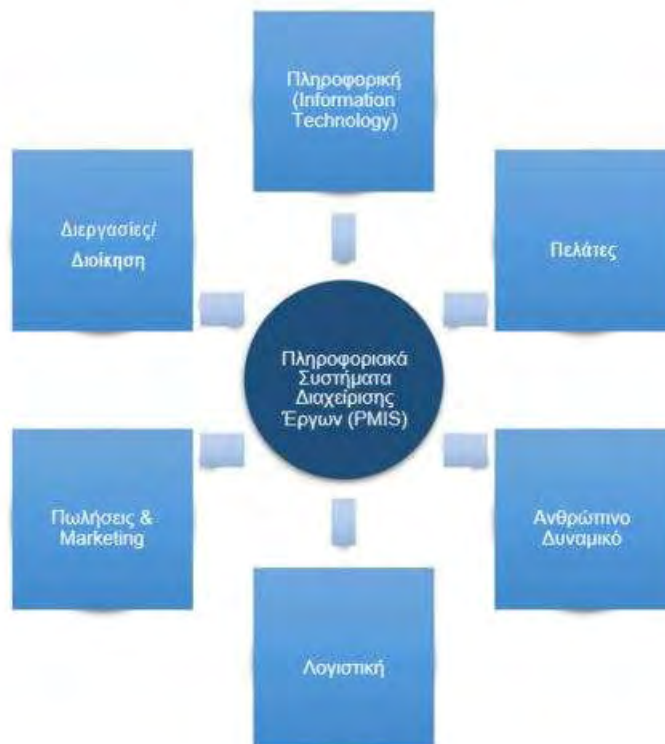 Πληροφορική
(Information
Technology)
Διεργασίες/
Διοίκηση
Πελάτες
Πληροφοριακά
Συστήματα
Διαχείρισης
Έργων (PMIS)
Πωλήσεις &
Marketing
Ανθρώπινο
Δυναμικό
Λογιστική